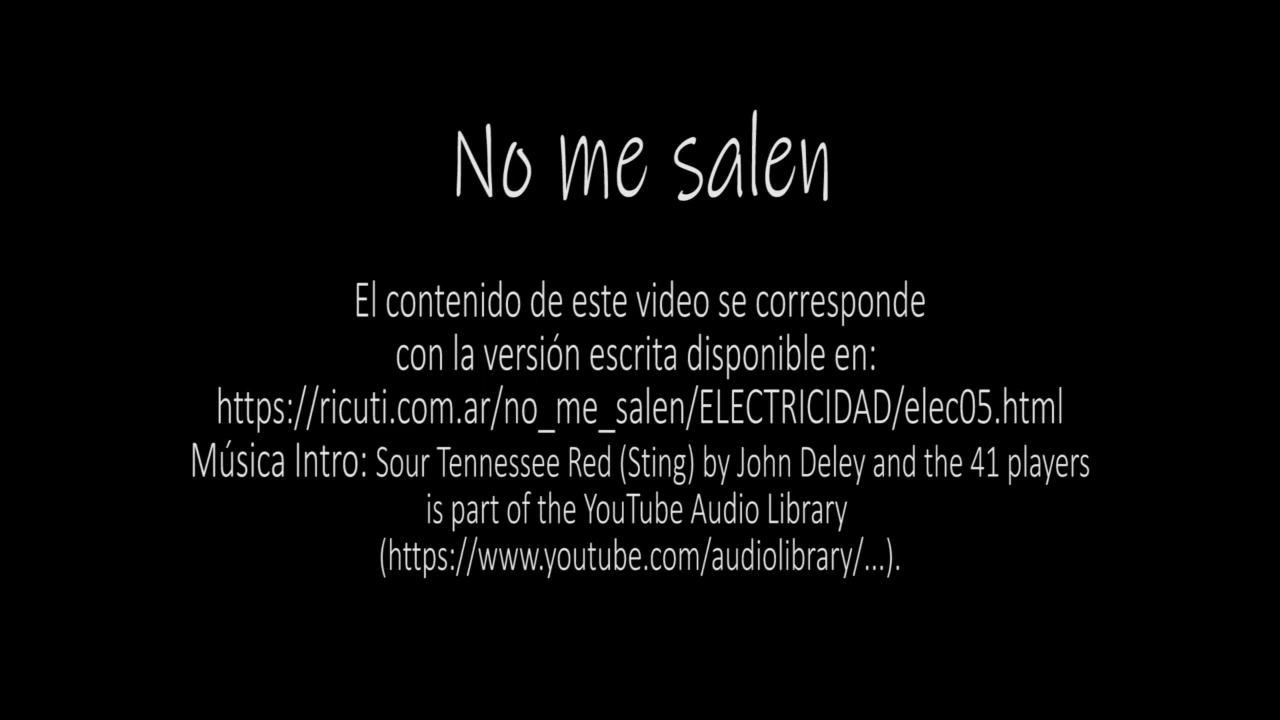 No me salen
El contenido de este video se corresponde
con la versión escrita disponible en:
https://ricuti.com.ar/no_me_salen/ELECTRICIDAD/elec05.html
Música Intro: Sour Tennessee Red (Sting) by John Deley and the 41 players
is part of the YouTube Audio Library
(https://www.youtube.com/audiolibrary/...).